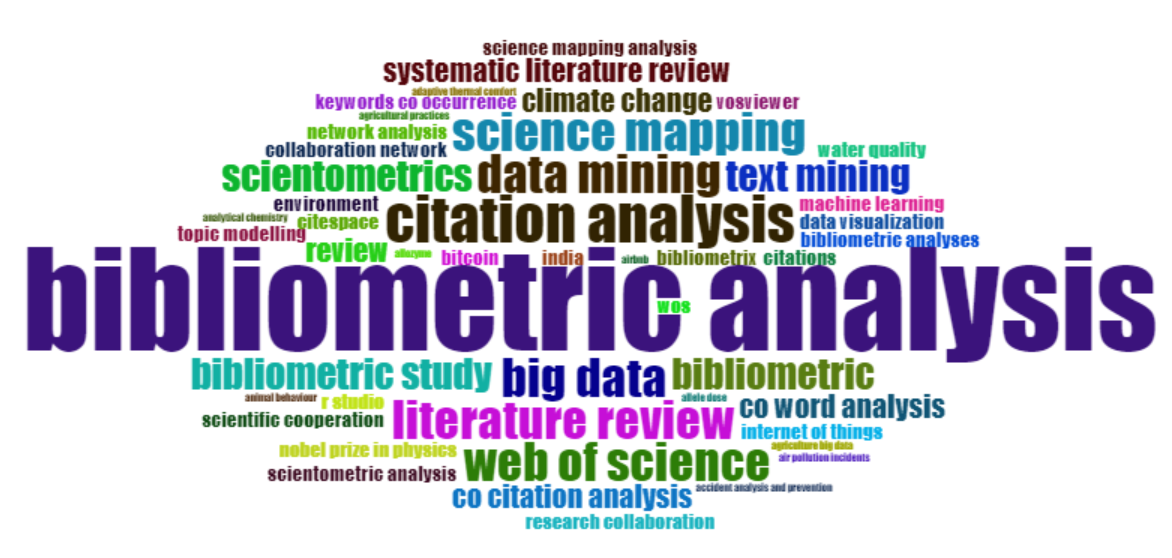 science mapping analysis
systematic literature review
adaptive thermal comfort
keywords co occurrence climate change vosviewer
agricultural practices
network analysis science mapping
collaboration network water quality
scientometrics data mining text mining
environment citation analysis machine learning
analytical chemistry citespace data visualization
topic modelling bibliometric analyses
review allozyme bitcoin india airbnb bibliometrix citations
bibliometric analysis
wos
bibliometric study big data bibliometric
animal behaviour r studio allele dose
scientific cooperation literature review co word analysis
internet of things
nobel prize in physics web of science agriculture big data
air pollution incidents
scientometric analysis
co citation analysis accident analysis and prevention
research collaboration